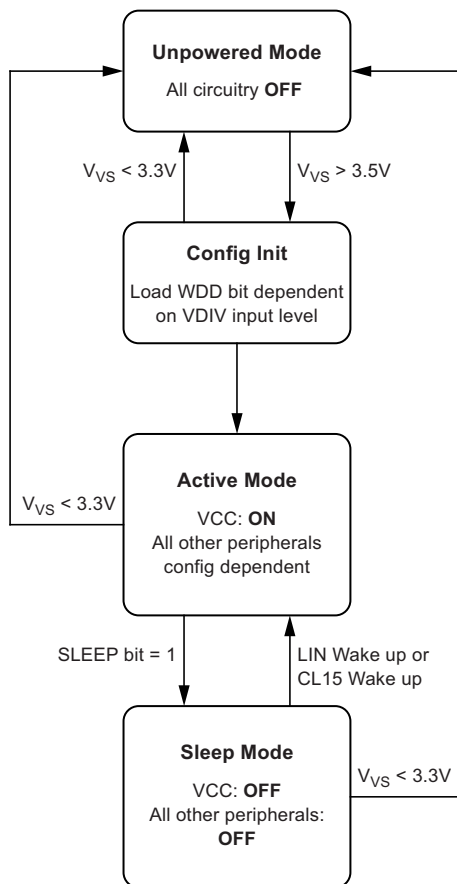 Unpowered Mode
All circuitry OFF
V_VS < 3.3V
V_VS > 3.5V
Config Init
Load WDD bit dependent
on VDIV input level
Active Mode
VCC: ON
All other peripherals
config dependent
V_VS < 3.3V
SLEEP bit = 1
LIN Wake up or
CL15 Wake up
Sleep Mode
VCC: OFF
All other peripherals:
OFF
V_VS < 3.3V